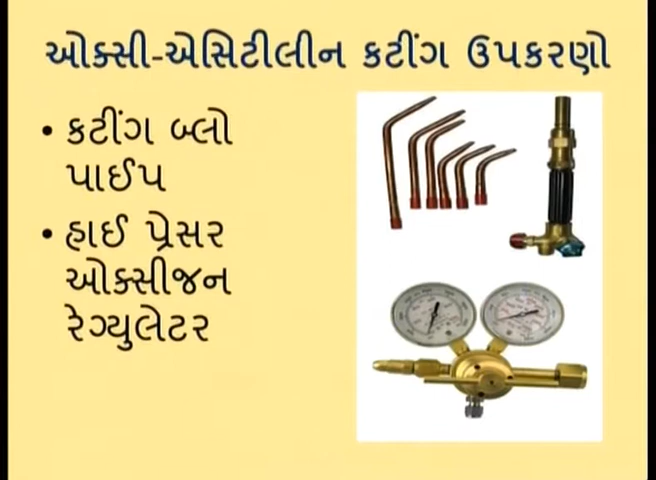 ઓક્સી-એસિટીલીન કટીંગ ઉપકરણો
• કટીંગ બ્લો
પાઈપ
• હાઈ પ્રેસર
ઓક્સીજન
રેગ્યુલેટર